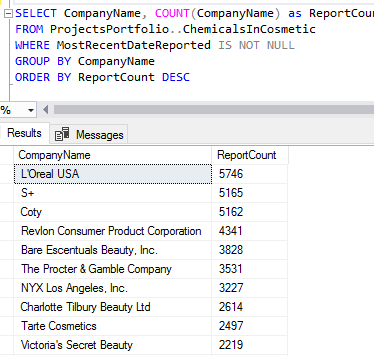 SELECT CompanyName, COUNT(CompanyName) as ReportCou
FROM ProjectsPortfolio..ChemicalsInCosmetic
WHERE MostRecentDateReported IS NOT NULL
GROUP BY CompanyName
ORDER BY ReportCount DESC
%
Results Messages
CompanyName ReportCount
L'Oreal USA 5746
S+ 5165
Coty 5162
Revlon Consumer Product Corporation 4341
Bare Escentuals Beauty, Inc. 3828
The Procter & Gamble Company 3531
NYX Los Angeles, Inc. 3227
Charlotte Tilbury Beauty Ltd 2614
Tarte Cosmetics 2497
Victoria's Secret Beauty 2219